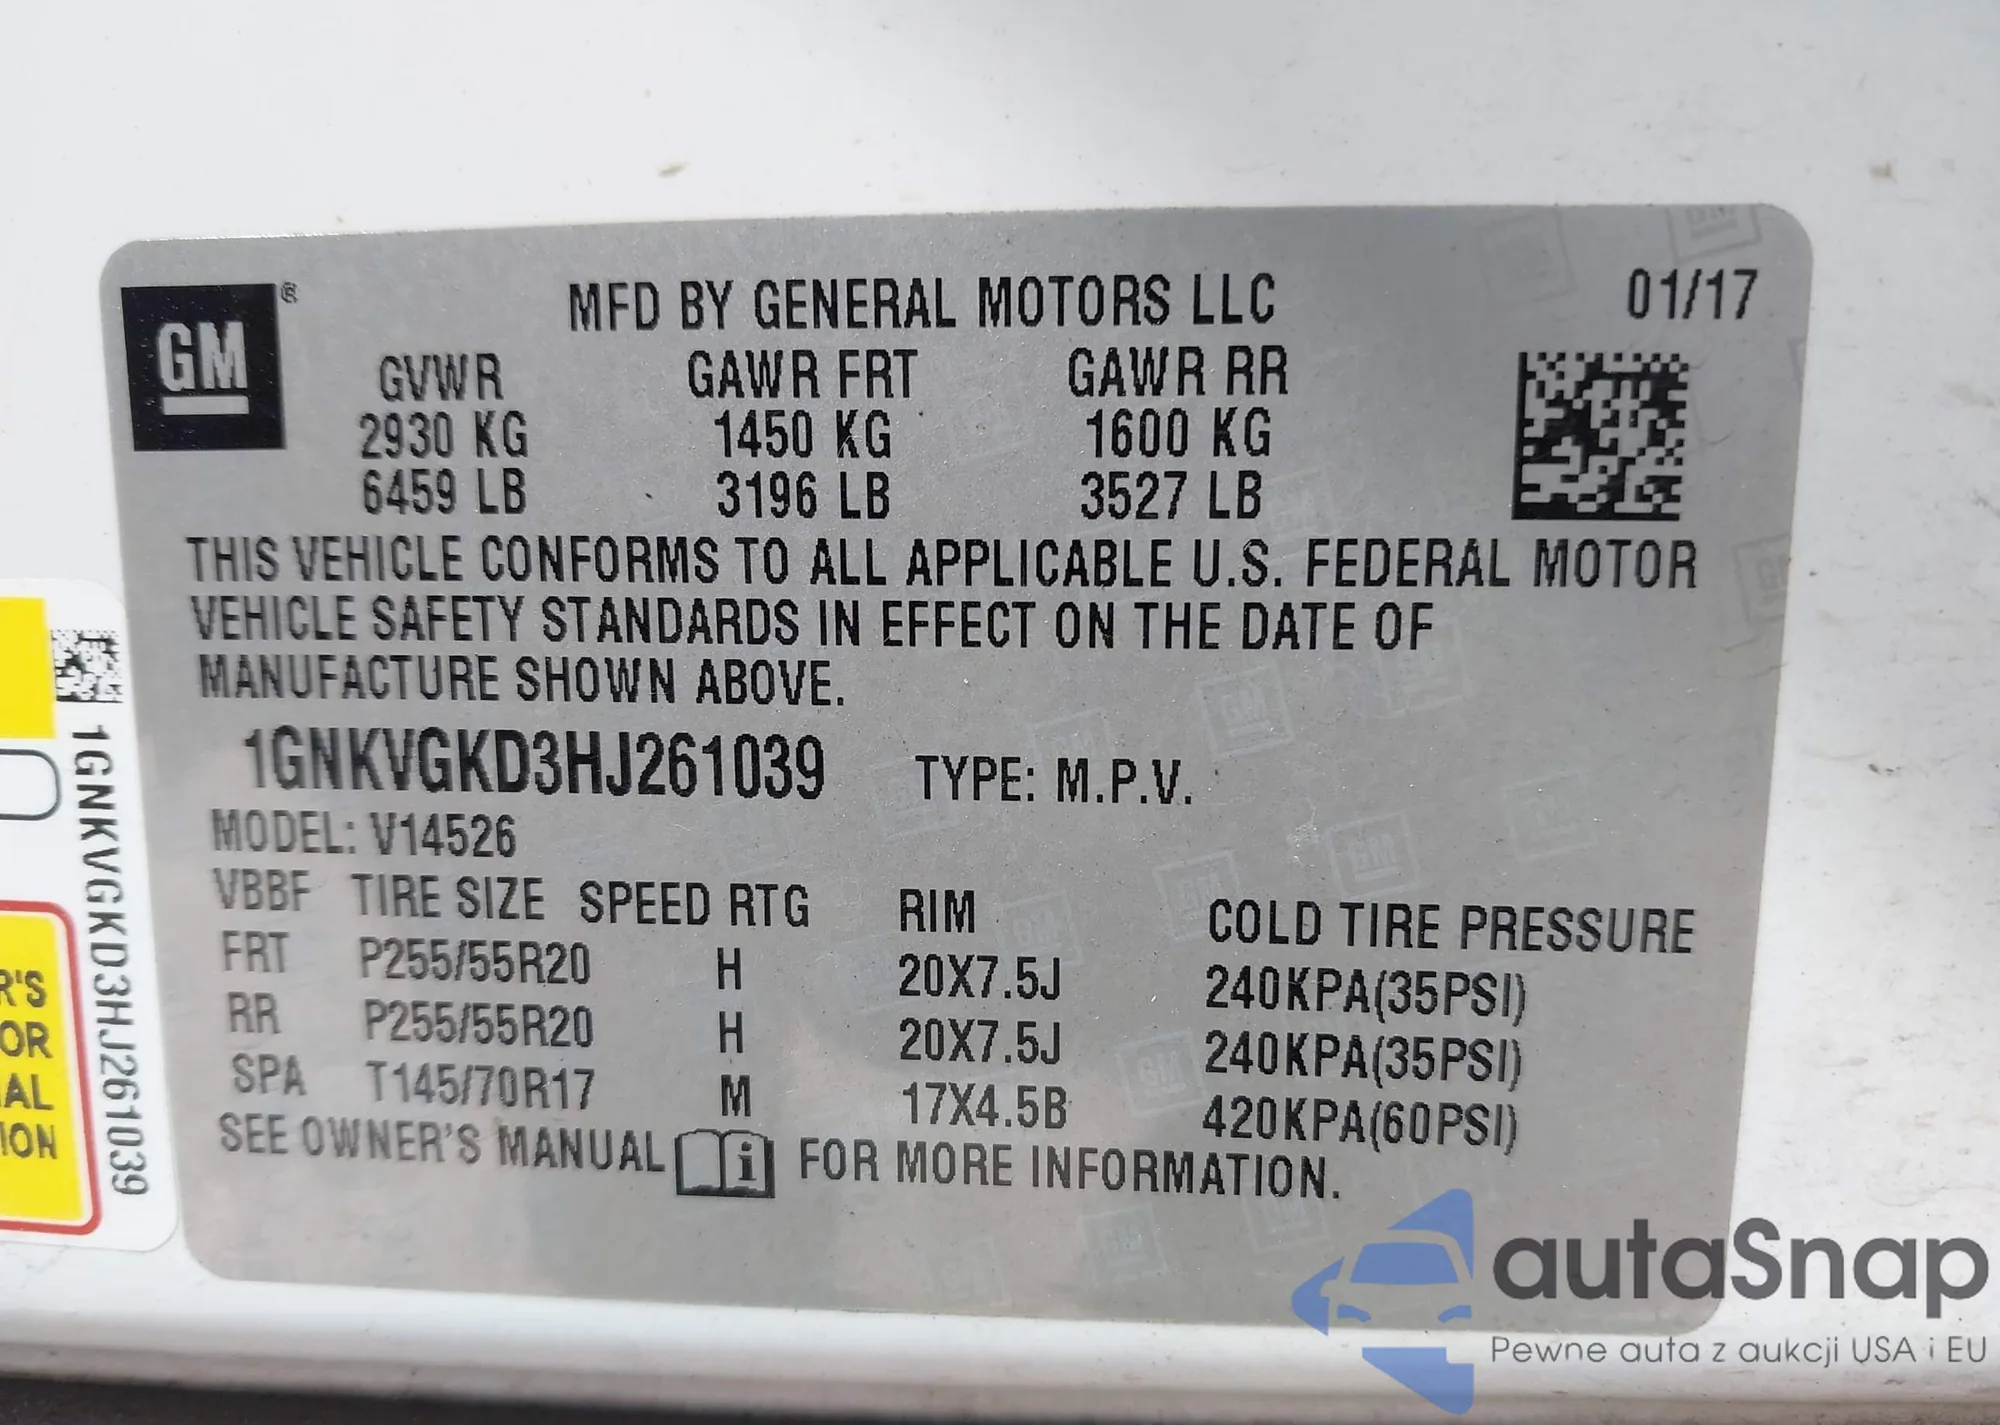 GM ®
MFD BY GENERAL MOTORS LLC 01/17
GVWR GAWR FRT GAWR RR
2930 KG 1450 KG 1600 KG
6459 LB 3196 LB 3527 LB
THIS VEHICLE CONFORMS TO ALL APPLICABLE U.S. FEDERAL MOTOR
VEHICLE SAFETY STANDARDS IN EFFECT ON THE DATE OF
MANUFACTURE SHOWN ABOVE.
1GNKVGKD3HJ261039 TYPE: M.P.V.
MODEL: V14526
VBBF TIRE SIZE SPEED RTG RIM COLD TIRE PRESSURE
FRT P255/55R20 H 20X7.5J 240KPA(35PSI)
RR P255/55R20 H 20X7.5J 240KPA(35PSI)
SPA T145/70R17 M 17X4.5B 420KPA(60PSI)
SEE OWNER'S MANUAL i FOR MORE INFORMATION.
1GNKVGKD3HJ261039
R'S
OR
AL
ION
autaSnap
Pewne auta z aukcji USA i EU